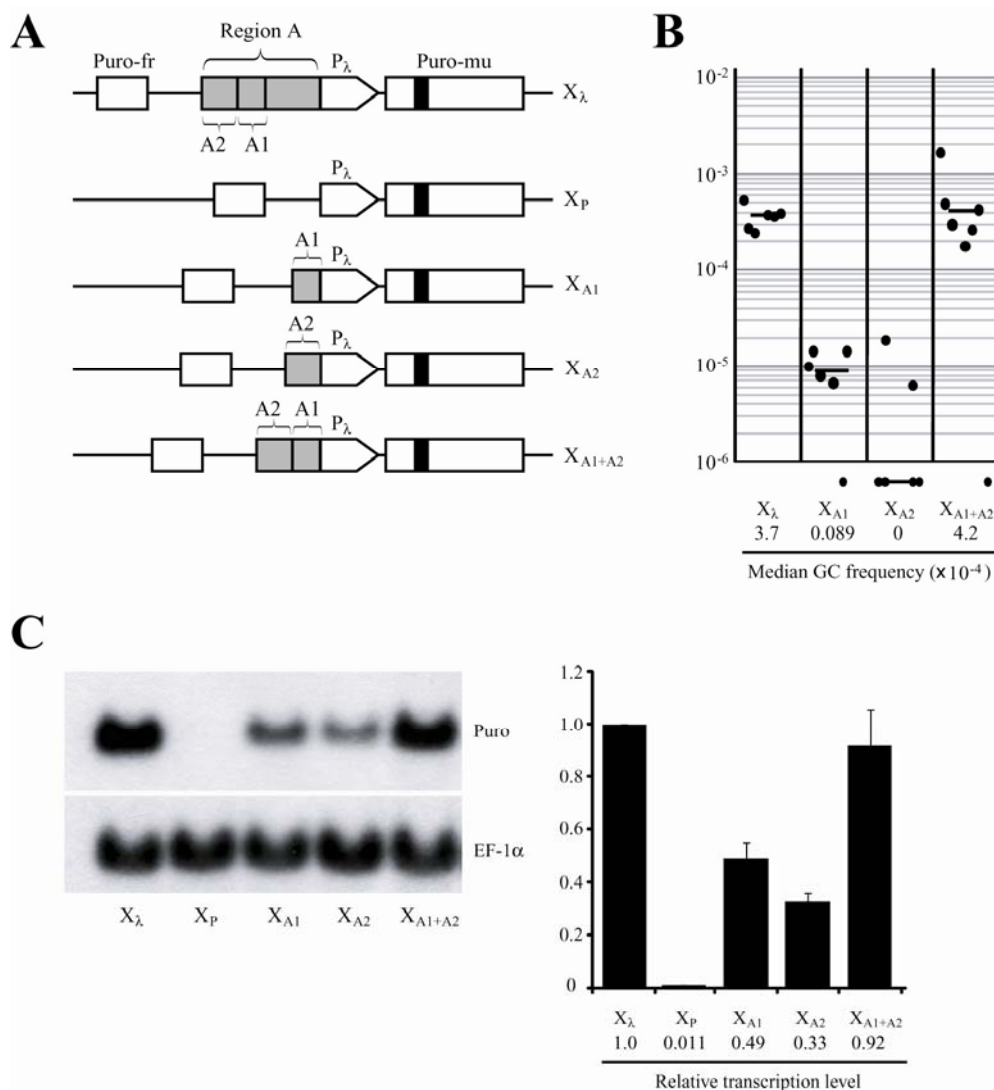 A
Region A
Puro-fr
Pλ
Puro-mu
Xλ
A2
A1
Pλ
XP
A1
Pλ
XA1
A2
Pλ
XA2
A2
A1
Pλ
XA1+A2
B
10-2
10-3
10-4
10-5
10-6
Xλ XA1 XA2 XA1+A2
3.7 0.089 0 4.2
Median GC frequency (x10-4)
C
Puro
EF-1α
Xλ XP XA1 XA2 XA1+A2
1.2
1.0
0.8
0.6
0.4
0.2
0
Xλ XP XA1 XA2 XA1+A2
1.0 0.011 0.49 0.33 0.92
Relative transcription level